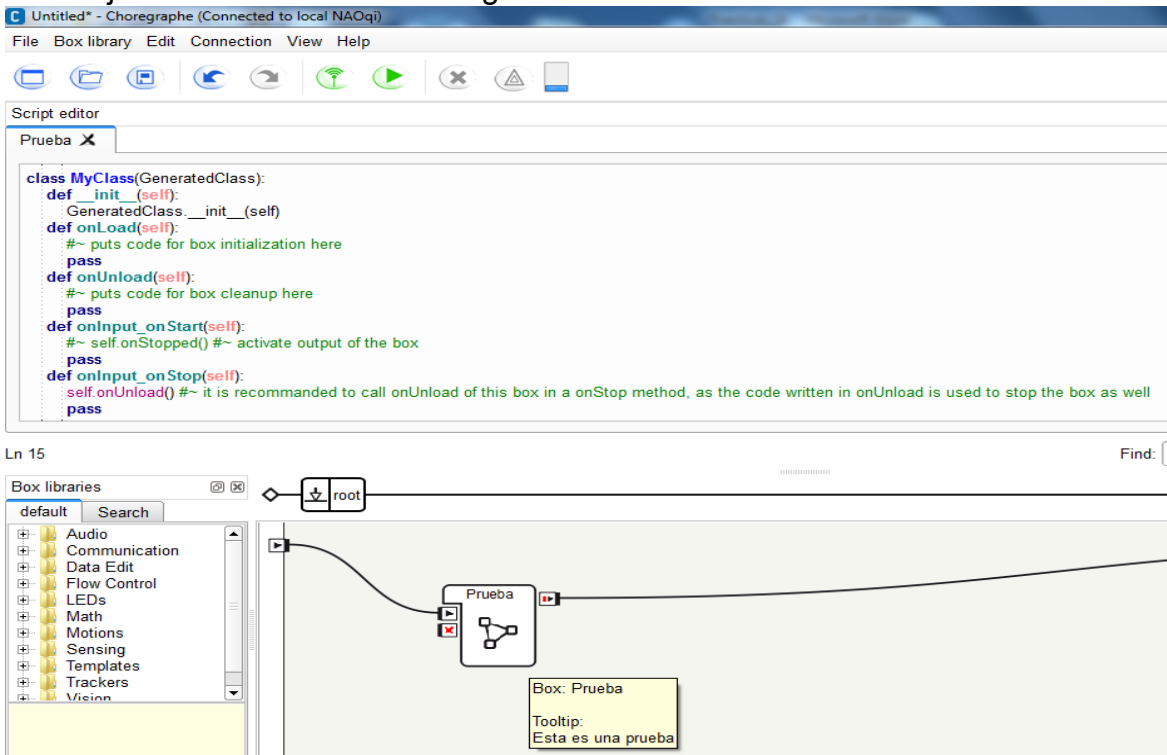 Untitled* - Choregraphe (Connected to local NAOqi)
File Box library Edit Connection View Help
Script editor
Prueba
class MyClass(GeneratedClass):
def __init__(self):
GeneratedClass.__init__(self)
def onLoad(self):
#~ puts code for box initialization here
pass
def onUnload(self):
#~ puts code for box cleanup here
pass
def onInput_onStart(self):
#~ self.onStopped() #~ activate output of the box
pass
def onInput_onStop(self):
self.onUnload() #~ it is recommanded to call onUnload of this box in a onStop method, as the code written in onUnload is used to stop the box as well
pass
Ln 15
Find:
Box libraries
default Search
Audio
Communication
Data Edit
Flow Control
LEDs
Math
Motions
Sensing
Templates
Trackers
Vision
root
Prueba
Box: Prueba
Tooltip:
Esta es una prueba